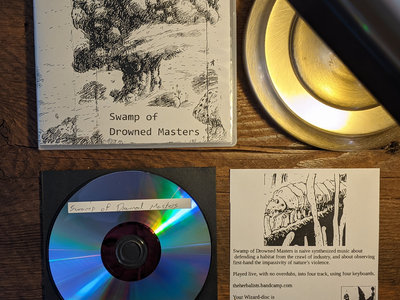 Swamp of
Drowned Masters
Swamp of Drowned Masters
Swamp of Drowned Masters is naive synthesized music about
defending a habitat from the crawl of industry, and about observing
first-hand the impassivity of nature's violence.
Played live, with no overdubs, into four track, using four keyboards.
theherbalists.bandcamp.com
Your Wizard-disc is